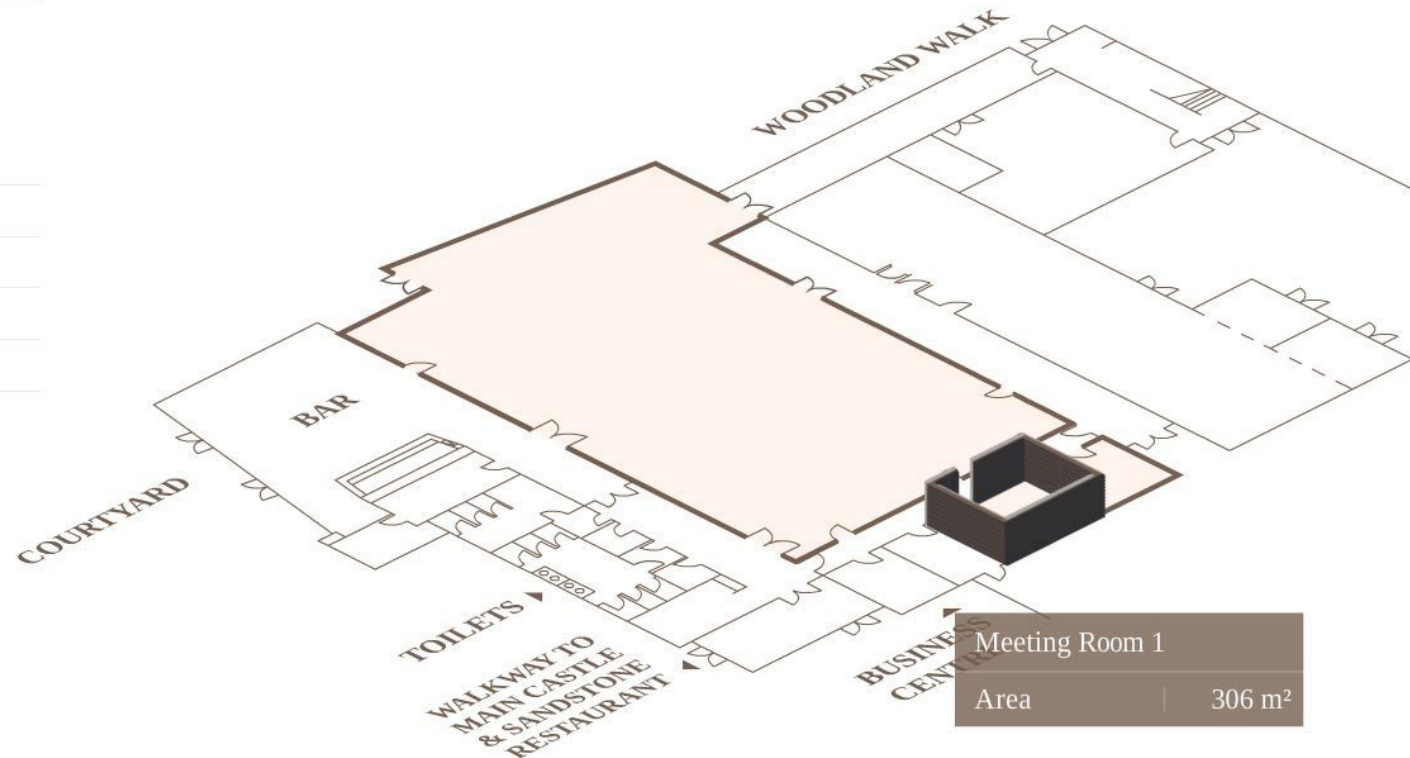 WOODLAND WALK
BAR
COURTYARD
TOILETS
WALKWAY TO
MAIN CASTLE
& SANDSTONE
RESTAURANT
BUSINESS
CENTRE
Meeting Room 1
Area 306 m²